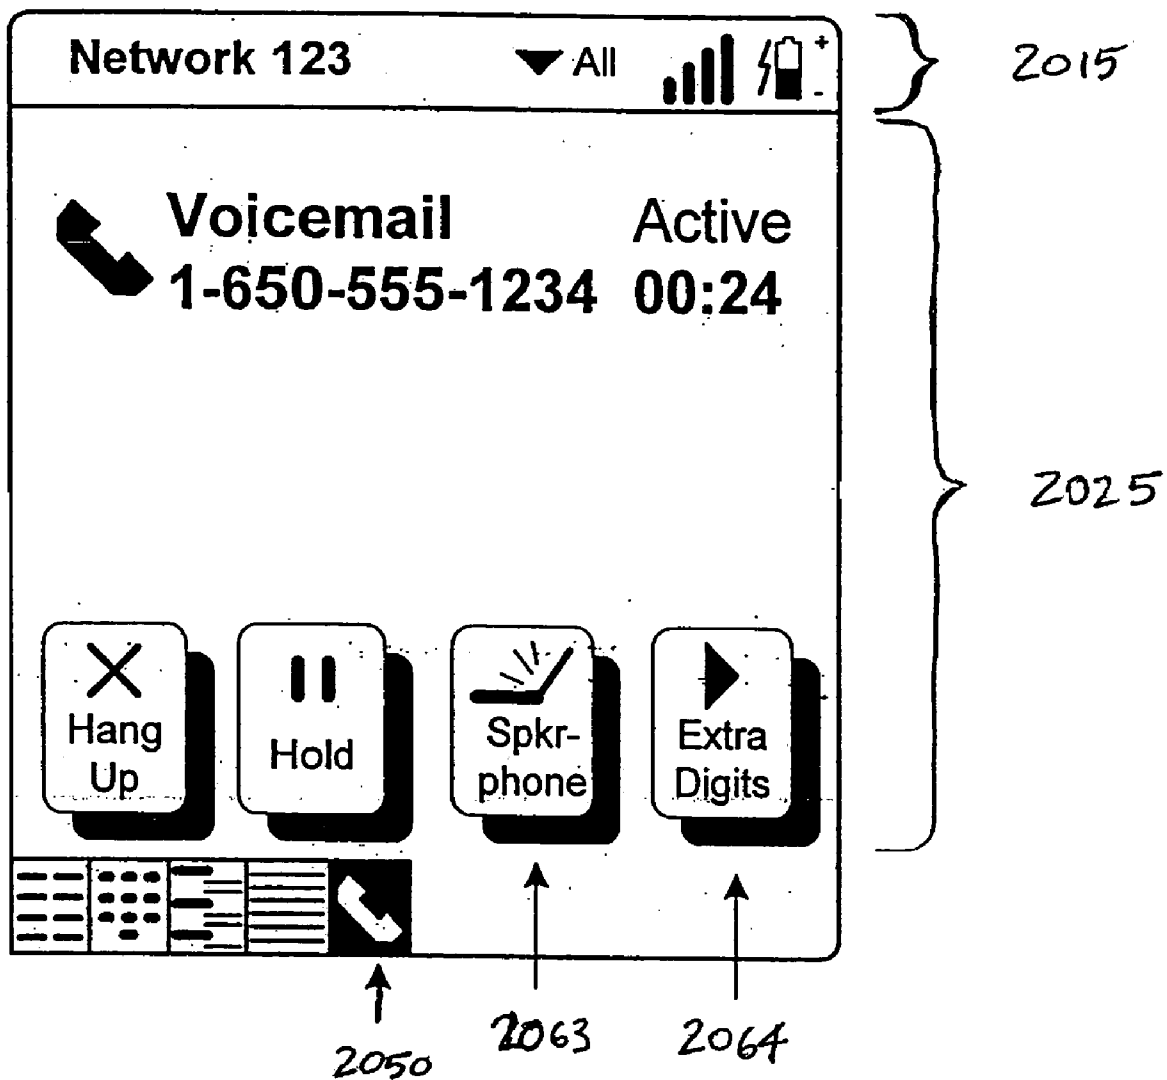 Network 123 All + -
2015
Voicemail Active
1-650-555-1234 00:24
2025
Hang Up
Hold
Spkr-
phone
Extra
Digits
2050
2063
2064